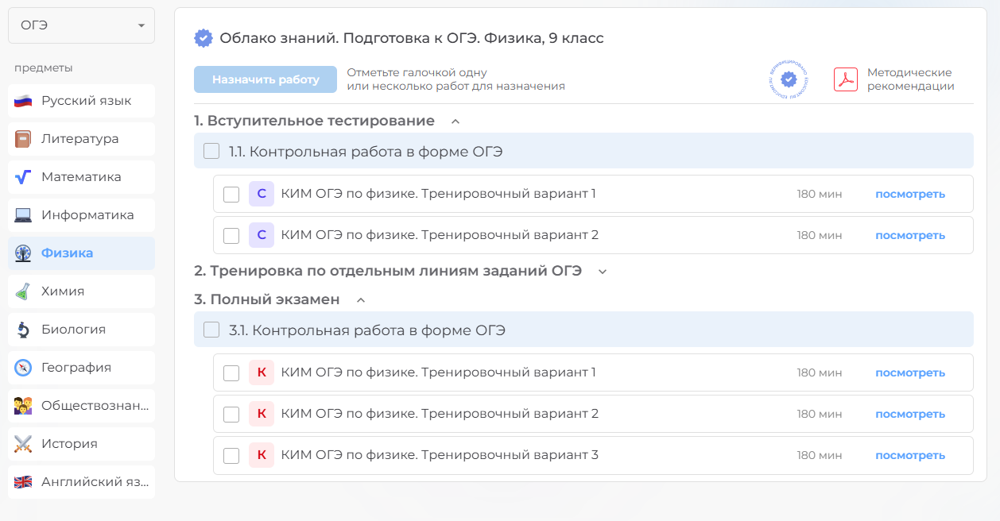 ОГЭ
предметы
Русский язык
Литература
Математика
Информатика
Физика
Химия
Биология
География
Обществознан...
История
Английский яз...
Облако знаний. Подготовка к ОГЭ. Физика, 9 класс
Назначить работу
Отметьте галочкой одну
или несколько работ для назначения
ВЕРИФИЦИРОВАНО EDUCONT.RU
Методические
рекомендации
1. Вступительное тестирование
1.1. Контрольная работа в форме ОГЭ
С КИМ ОГЭ по физике. Тренировочный вариант 1 180 мин посмотреть
С КИМ ОГЭ по физике. Тренировочный вариант 2 180 мин посмотреть
2. Тренировка по отдельным линиям заданий ОГЭ
3. Полный экзамен
3.1. Контрольная работа в форме ОГЭ
К КИМ ОГЭ по физике. Тренировочный вариант 1 180 мин посмотреть
К КИМ ОГЭ по физике. Тренировочный вариант 2 180 мин посмотреть
К КИМ ОГЭ по физике. Тренировочный вариант 3 180 мин посмотреть